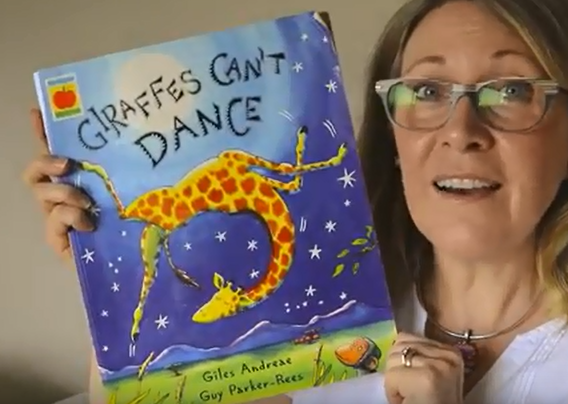 GIRAFFES CAN'T
DANCE
Giles Andreae
Guy Parker-Rees